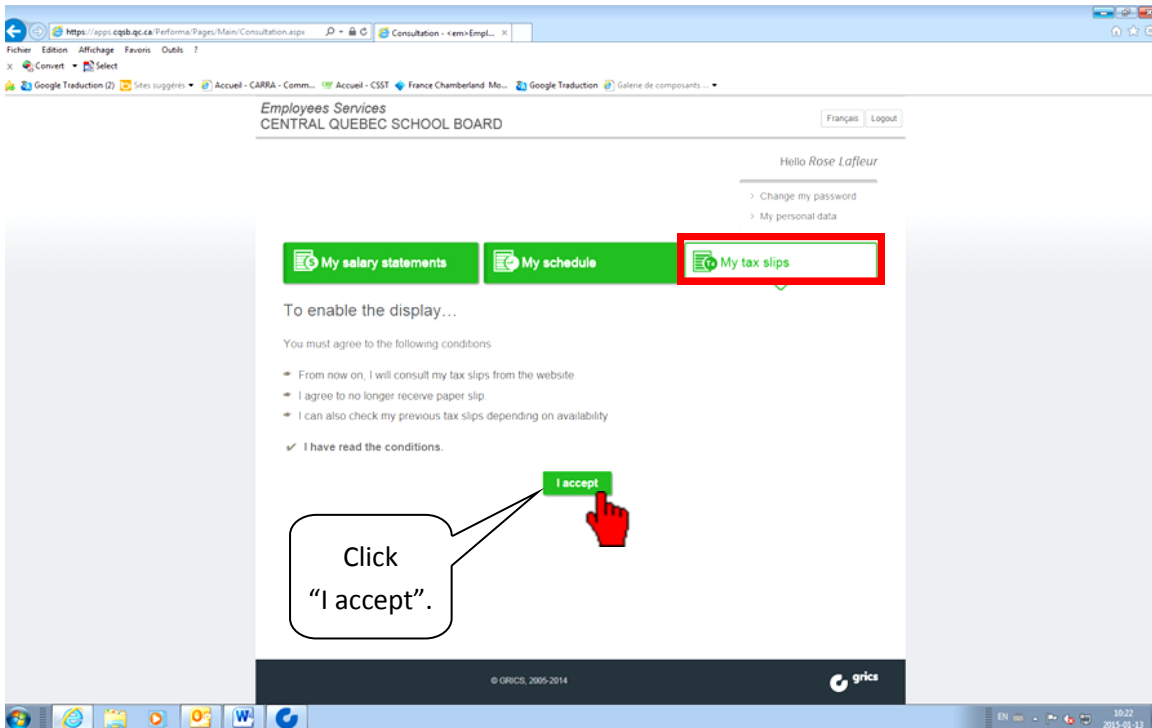 https://apps.cqsb.qc.ca/Performa/Pages/Main/Consultation.aspx
Consultation - <em>Empl...
Fichier Edition Affichage Favoris Outils ?
x Convert Select
Google Traduction (2) Sites suggérés Accueil - CARRA - Comm... Accueil - CSST France Chamberland Mo... Google Traduction Galerie de composants ...
Employees Services
CENTRAL QUEBEC SCHOOL BOARD
Français Logout
Hello Rose Lafleur
> Change my password
> My personal data
My salary statements My schedule My tax slips
To enable the display...
You must agree to the following conditions
From now on, I will consult my tax slips from the website
I agree to no longer receive paper slip.
I can also check my previous tax slips depending on availability
I have read the conditions.
I accept
Click
“I accept”.
© GRICS, 2005-2014
grics
EN 10:22
2015-01-13